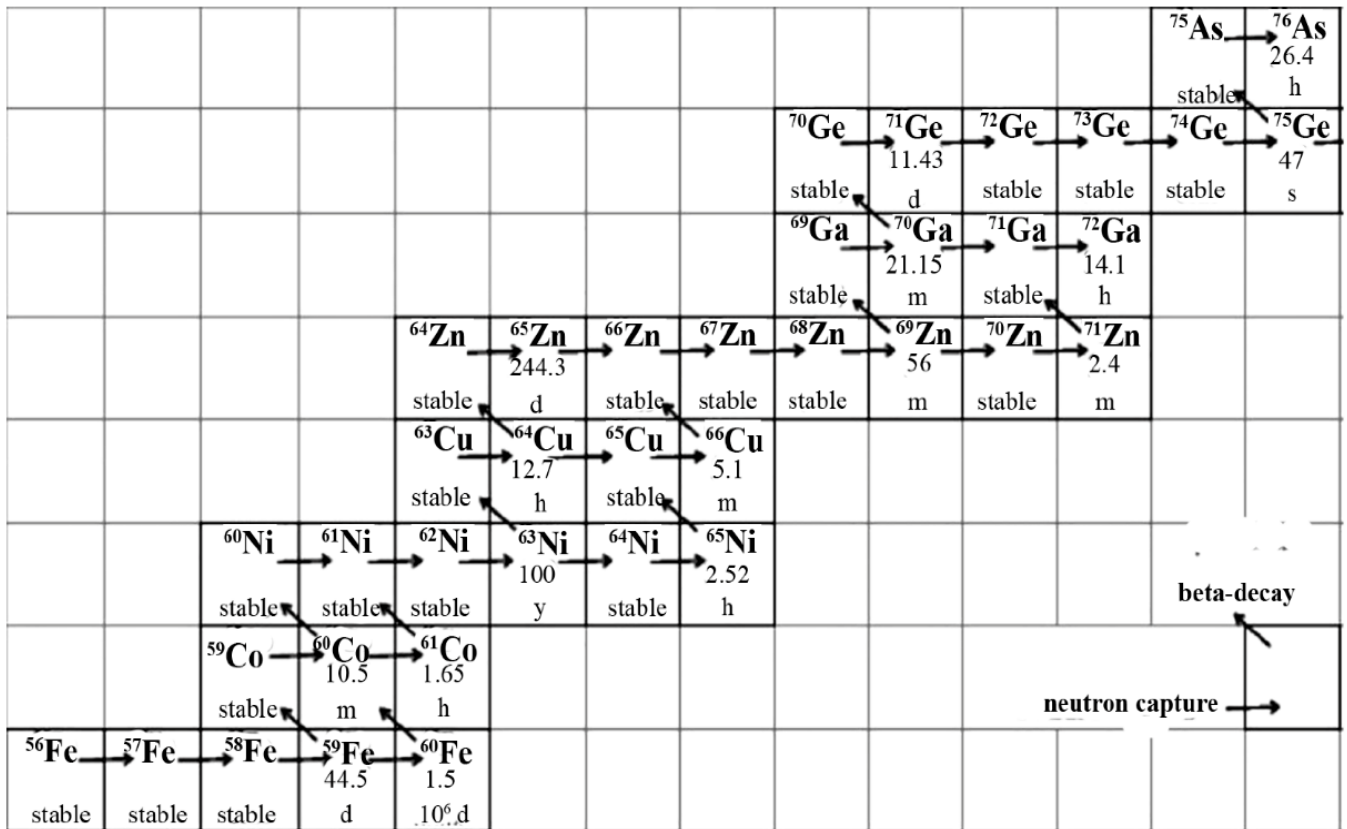 ⁷⁵As ⁷⁶As
26.4
stable h
⁷⁰Ge ⁷¹Ge ⁷²Ge ⁷³Ge ⁷⁴Ge ⁷⁵Ge
11.43 47
stable d stable stable stable s
⁶⁹Ga ⁷⁰Ga ⁷¹Ga ⁷²Ga
21.15 14.1
stable m stable h
⁶⁴Zn ⁶⁵Zn ⁶⁶Zn ⁶⁷Zn ⁶⁸Zn ⁶⁹Zn ⁷⁰Zn ⁷¹Zn
244.3 56 2.4
stable d stable stable stable m stable m
⁶³Cu ⁶⁴Cu ⁶⁵Cu ⁶⁶Cu
12.7 5.1
stable h stable m
⁶⁰Ni ⁶¹Ni ⁶²Ni ⁶³Ni ⁶⁴Ni ⁶⁵Ni
100 2.52
stable stable stable y stable h
beta-decay
⁵⁹Co ⁶⁰Co ⁶¹Co
10.5 1.65
stable m h
neutron capture
⁵⁶Fe ⁵⁷Fe ⁵⁸Fe ⁵⁹Fe ⁶⁰Fe
44.5 1.5
stable stable stable d 10⁶ d